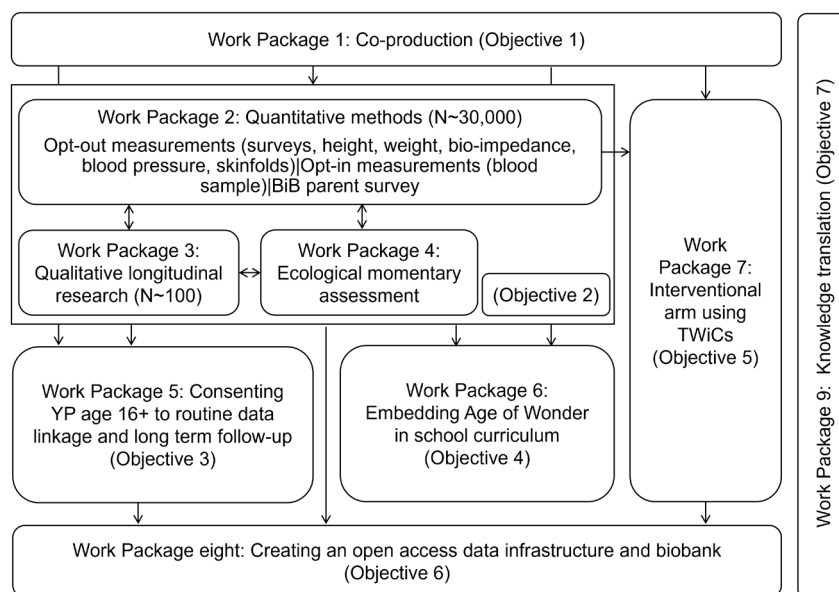 Work Package 1: Co-production (Objective 1)
Work Package 2: Quantitative methods (N~30,000)
Opt-out measurements (surveys, height, weight, bio-impedance,
blood pressure, skinfolds)|Opt-in measurements (blood
sample)|BiB parent survey
Work Package 3:
Qualitative longitudinal
research (N~100)
Work Package 4:
Ecological momentary
assessment
(Objective 2)
Work Package 5: Consenting
YP age 16+ to routine data
linkage and long term follow-up
(Objective 3)
Work Package 6:
Embedding Age of Wonder
in school curriculum
(Objective 4)
Work
Package 7:
Interventional
arm using
TWiCs
(Objective 5)
Work Package eight: Creating an open access data infrastructure and biobank
(Objective 6)
Work Package 9: Knowledge translation (Objective 7)